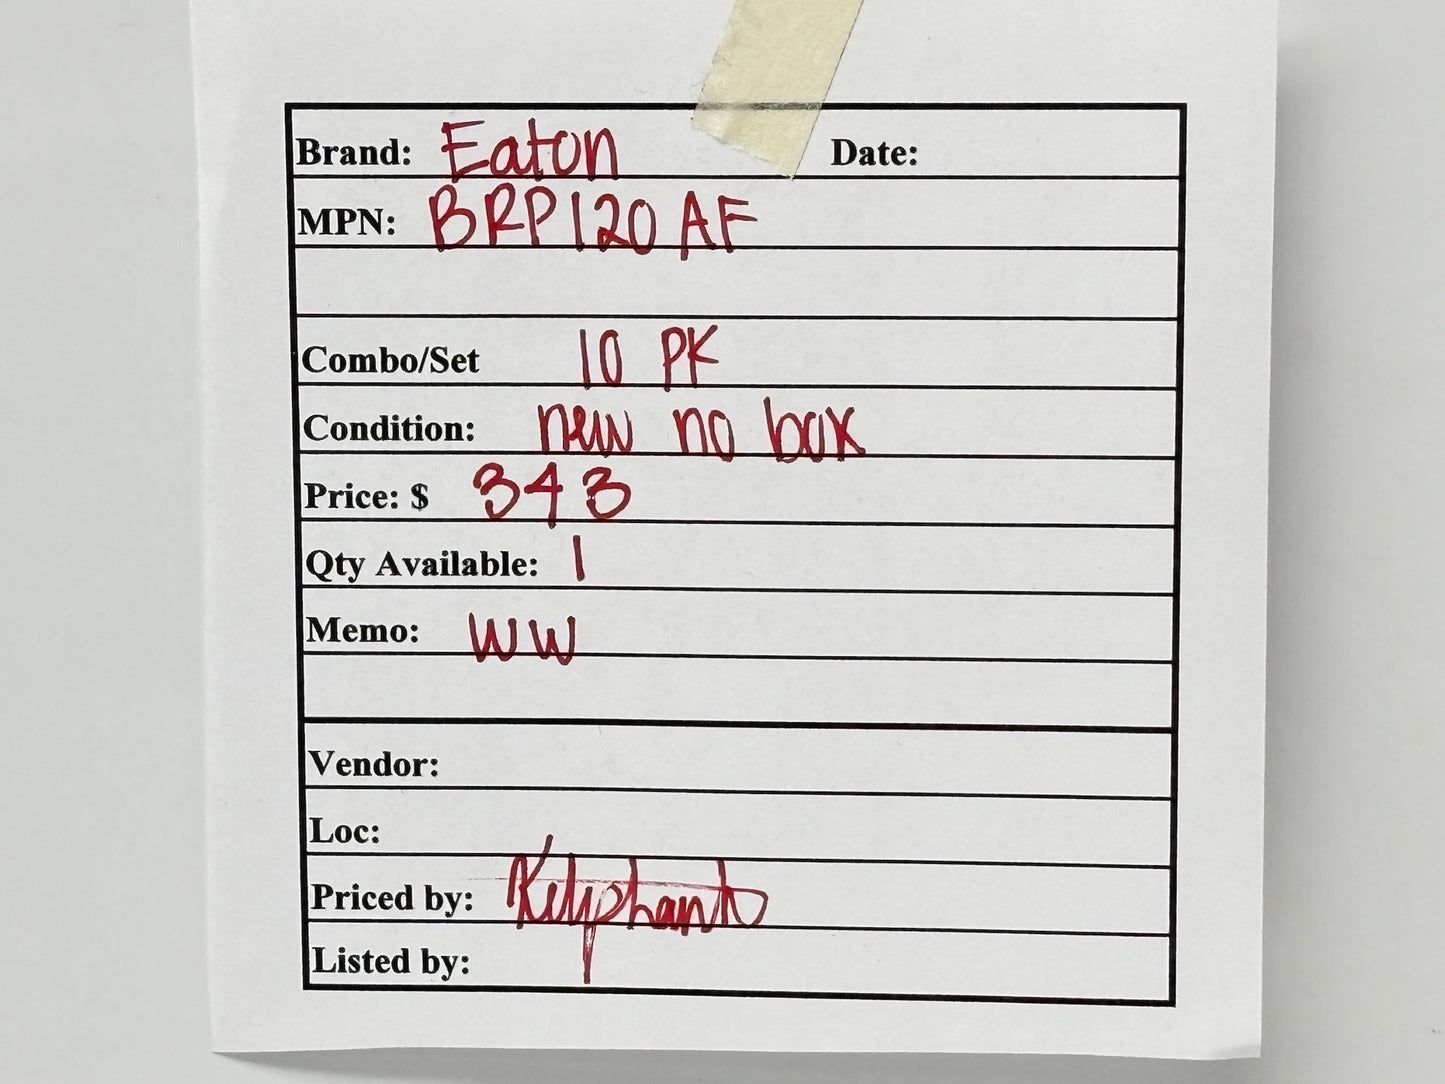 Brand: Eaton Date:
MPN: BRP120AF
Combo/Set 10 PK
Condition: new no box
Price: $ 343
Qty Available: 1
Memo: WW
Vendor:
Loc:
Priced by:
Listed by: